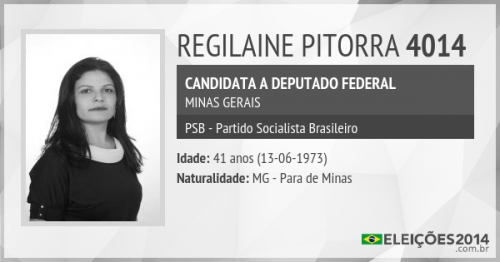 REGILAINE PITORRA 4014
CANDIDATA A DEPUTADO FEDERAL
MINAS GERAIS
PSB - Partido Socialista Brasileiro
Idade: 41 anos (13-06-1973)
Naturalidade: MG - Para de Minas
ELEIÇÕES2014
.com.br